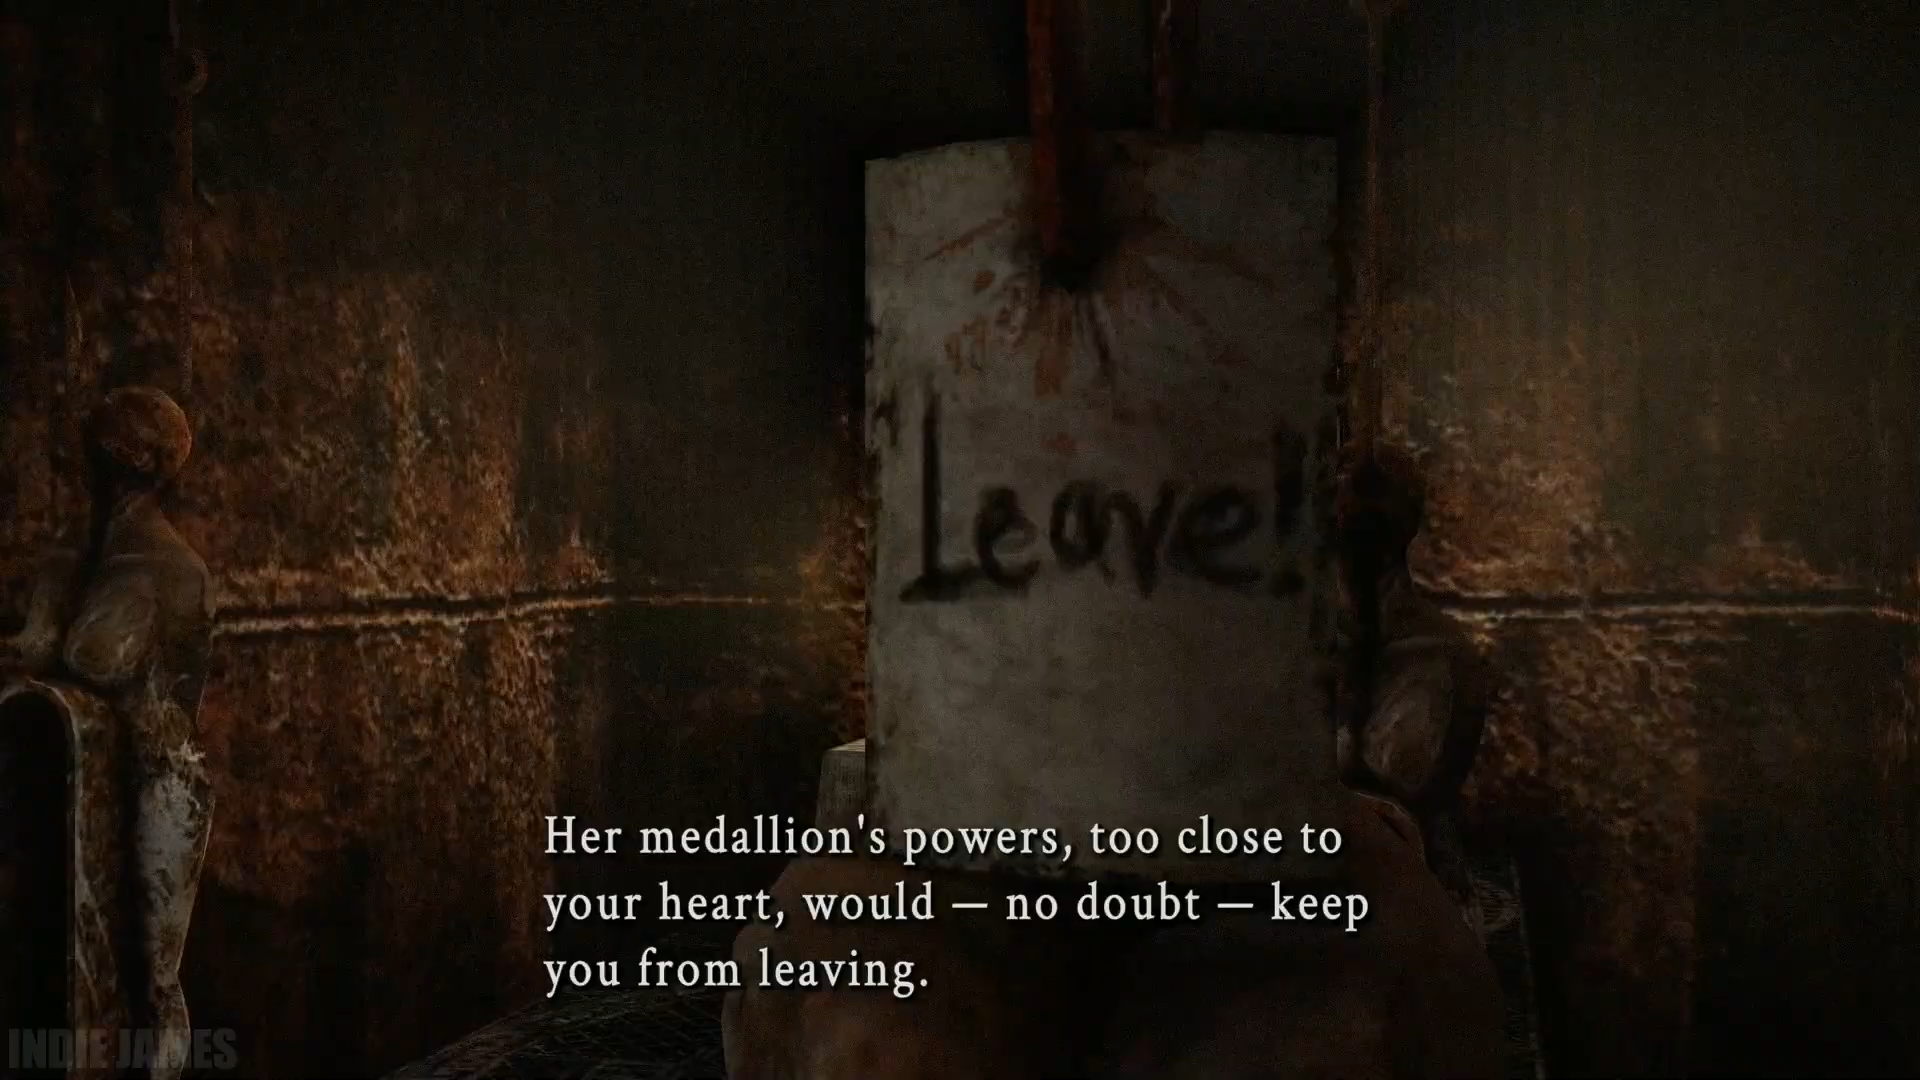 Leave!
Her medallion's powers, too close to
your heart, would — no doubt — keep
you from leaving.
INDIE JAMES